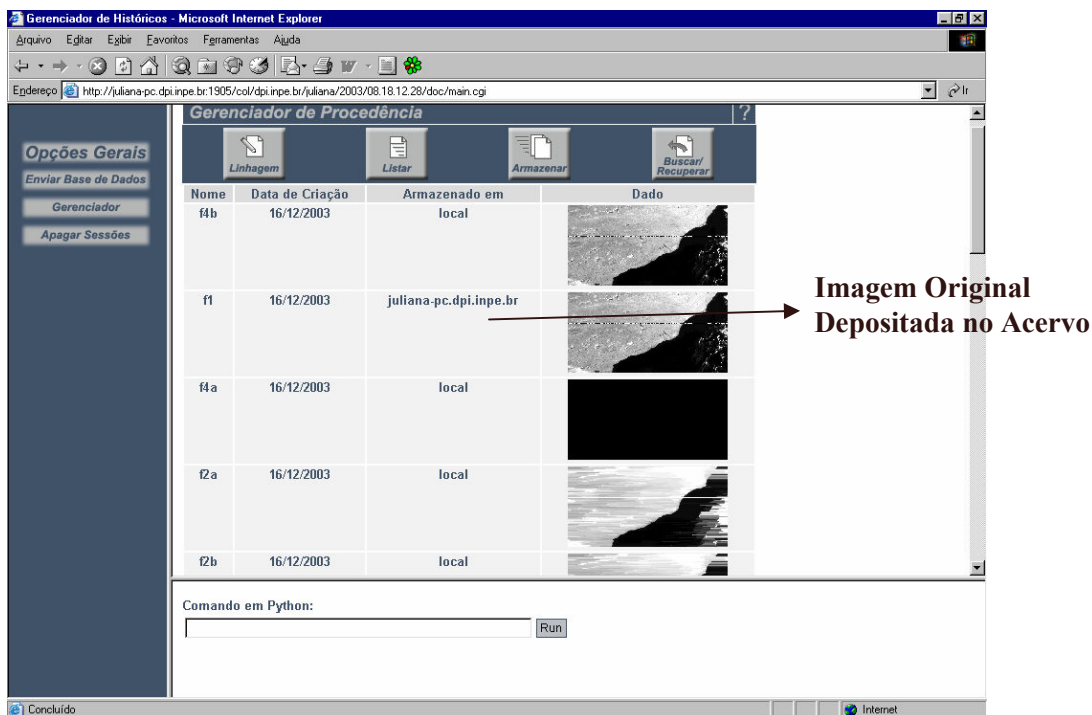 Gerenciador de Históricos - Microsoft Internet Explorer
Arquivo Editar Exibir Favoritos Ferramentas Ajuda
Endereço http://juliana-pc.dpi.inpe.br:1905/col/dpi.inpe.br/juliana/2003/08.18.12.28/doc/main.cgi Ir
Gerenciador de Procedência ?
Opções Gerais
Enviar Base de Dados
Gerenciador
Apagar Sessões
Linhagem Listar Armazenar Buscar/
Recuperar
Nome Data de Criação Armazenado em Dado
f4b 16/12/2003 local
f1 16/12/2003 juliana-pc.dpi.inpe.br
f4a 16/12/2003 local
f2a 16/12/2003 local
f2b 16/12/2003 local
Imagem Original
Depositada no Acervo
Comando em Python:
Run
Concluído Internet